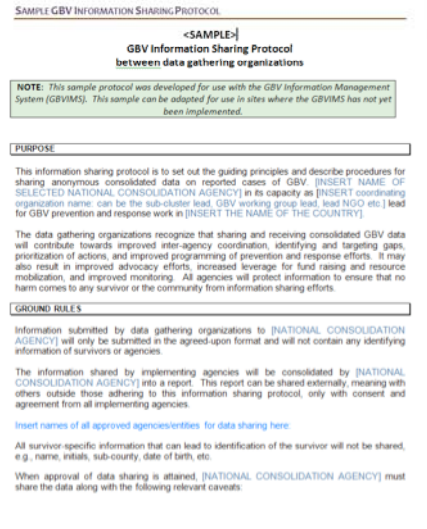 SAMPLE GBV INFORMATION SHARING PROTOCOL
<SAMPLE>
GBV Information Sharing Protocol
between data gathering organizations
NOTE: This sample protocol was developed for use with the GBV Information Management
System (GBVIMS). This sample can be adapted for use in sites where the GBVIMS has not yet
been implemented.
PURPOSE
This information sharing protocol is to set out the guiding principles and describe procedures for
sharing anonymous consolidated data on reported cases of GBV. [INSERT NAME OF
SELECTED NATIONAL CONSOLIDATION AGENCY] in its capacity as [INSERT coordinating
organization name: can be the sub-cluster lead, GBV working group lead, lead NGO etc.] lead
for GBV prevention and response work in [INSERT THE NAME OF THE COUNTRY].
The data gathering organizations recognize that sharing and receiving consolidated GBV data
will contribute towards improved inter-agency coordination, identifying and targeting gaps,
prioritization of actions, and improved programming of prevention and response efforts. It may
also result in improved advocacy efforts, increased leverage for fund raising and resource
mobilization, and improved monitoring. All agencies will protect information to ensure that no
harm comes to any survivor or the community from information sharing efforts.
GROUND RULES
Information submitted by data gathering organizations to [NATIONAL CONSOLIDATION
AGENCY] will only be submitted in the agreed-upon format and will not contain any identifying
information of survivors or agencies.
The information shared by implementing agencies will be consolidated by [NATIONAL
CONSOLIDATION AGENCY] into a report. This report can be shared externally, meaning with
others outside those adhering to this information sharing protocol, only with consent and
agreement from all implementing agencies.
Insert names of all approved agencies/entities for data sharing here:
All survivor-specific information that can lead to identification of the survivor will not be shared,
e.g., name, initials, sub-county, date of birth, etc.
When approval of data sharing is attained, [NATIONAL CONSOLIDATION AGENCY] must
share the data along with the following relevant caveats: